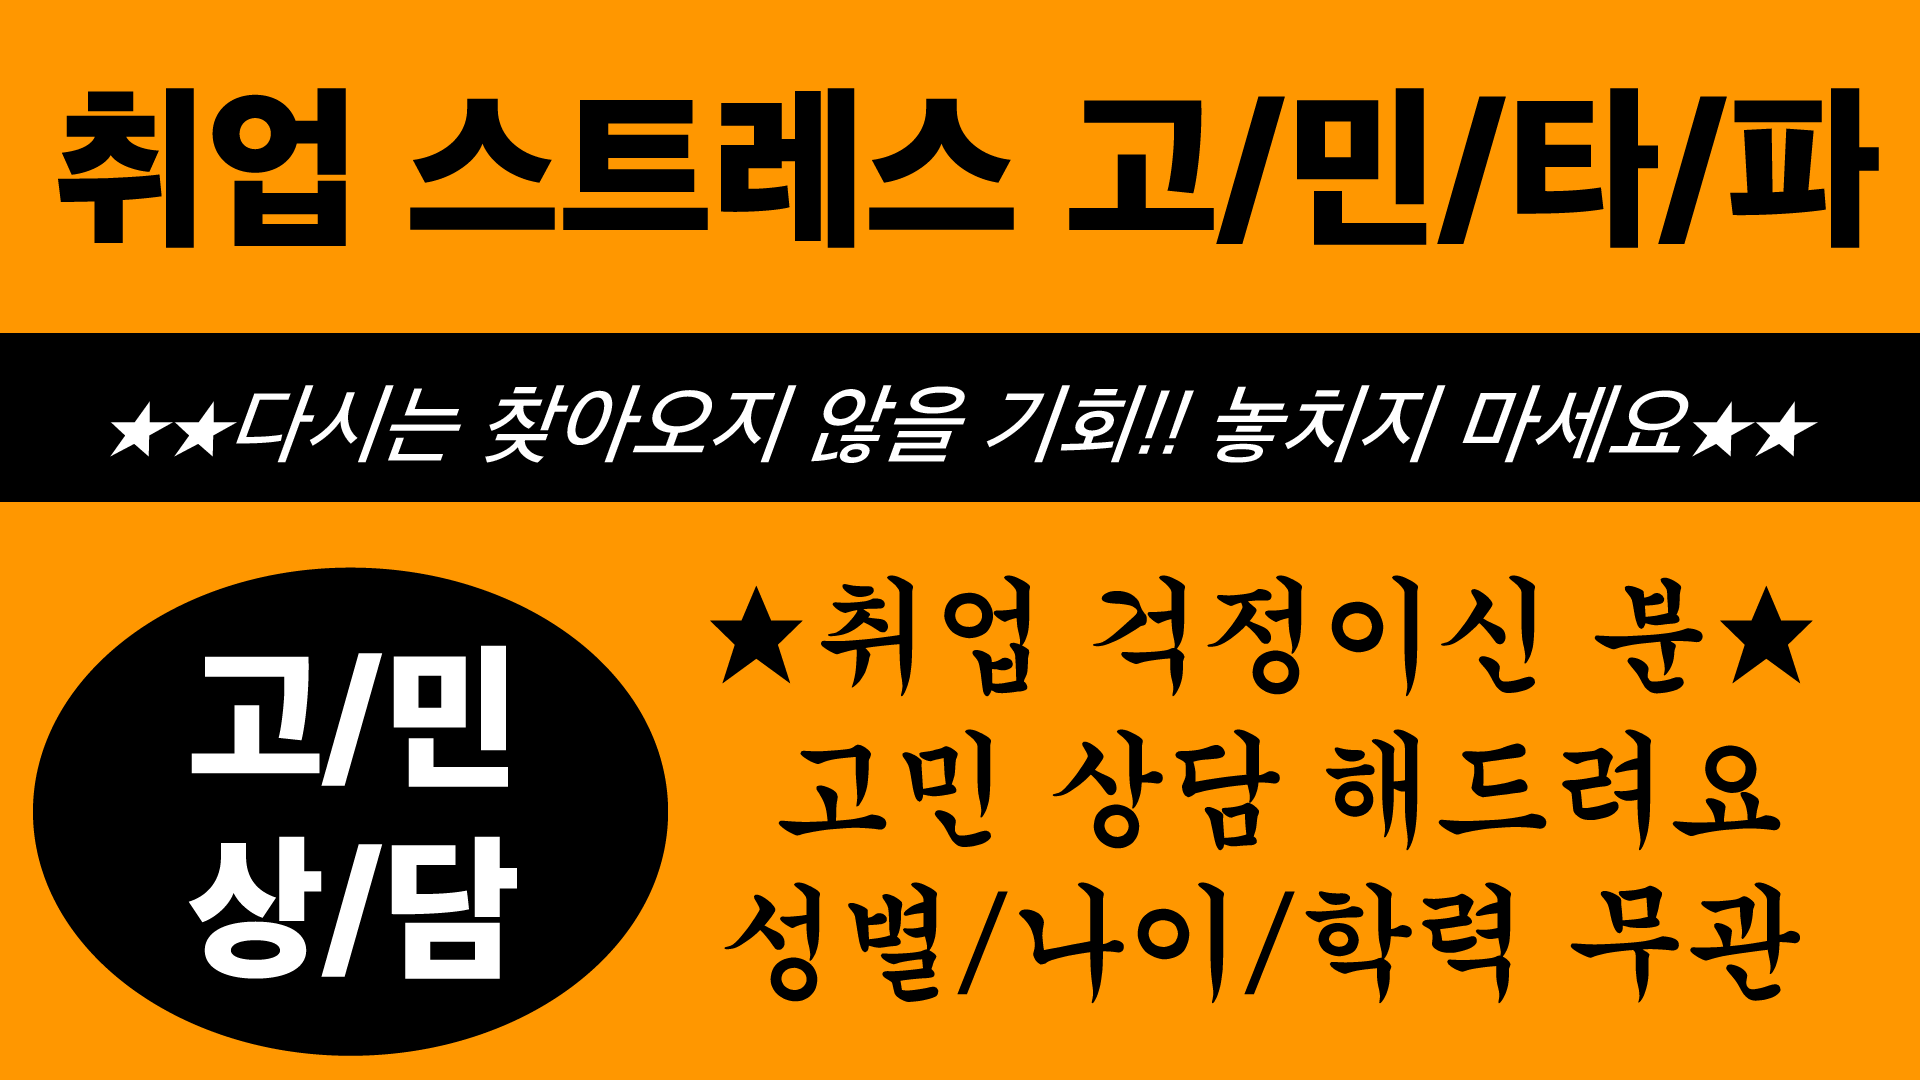 취업 스트레스 고/민/타/파
★★다시는 찾아오지 않을 기회!! 놓치지 마세요★★
고/민
상/담
★취업 걱정이신 분★
고민 상담 해드려요
성별/나이/학력 무관